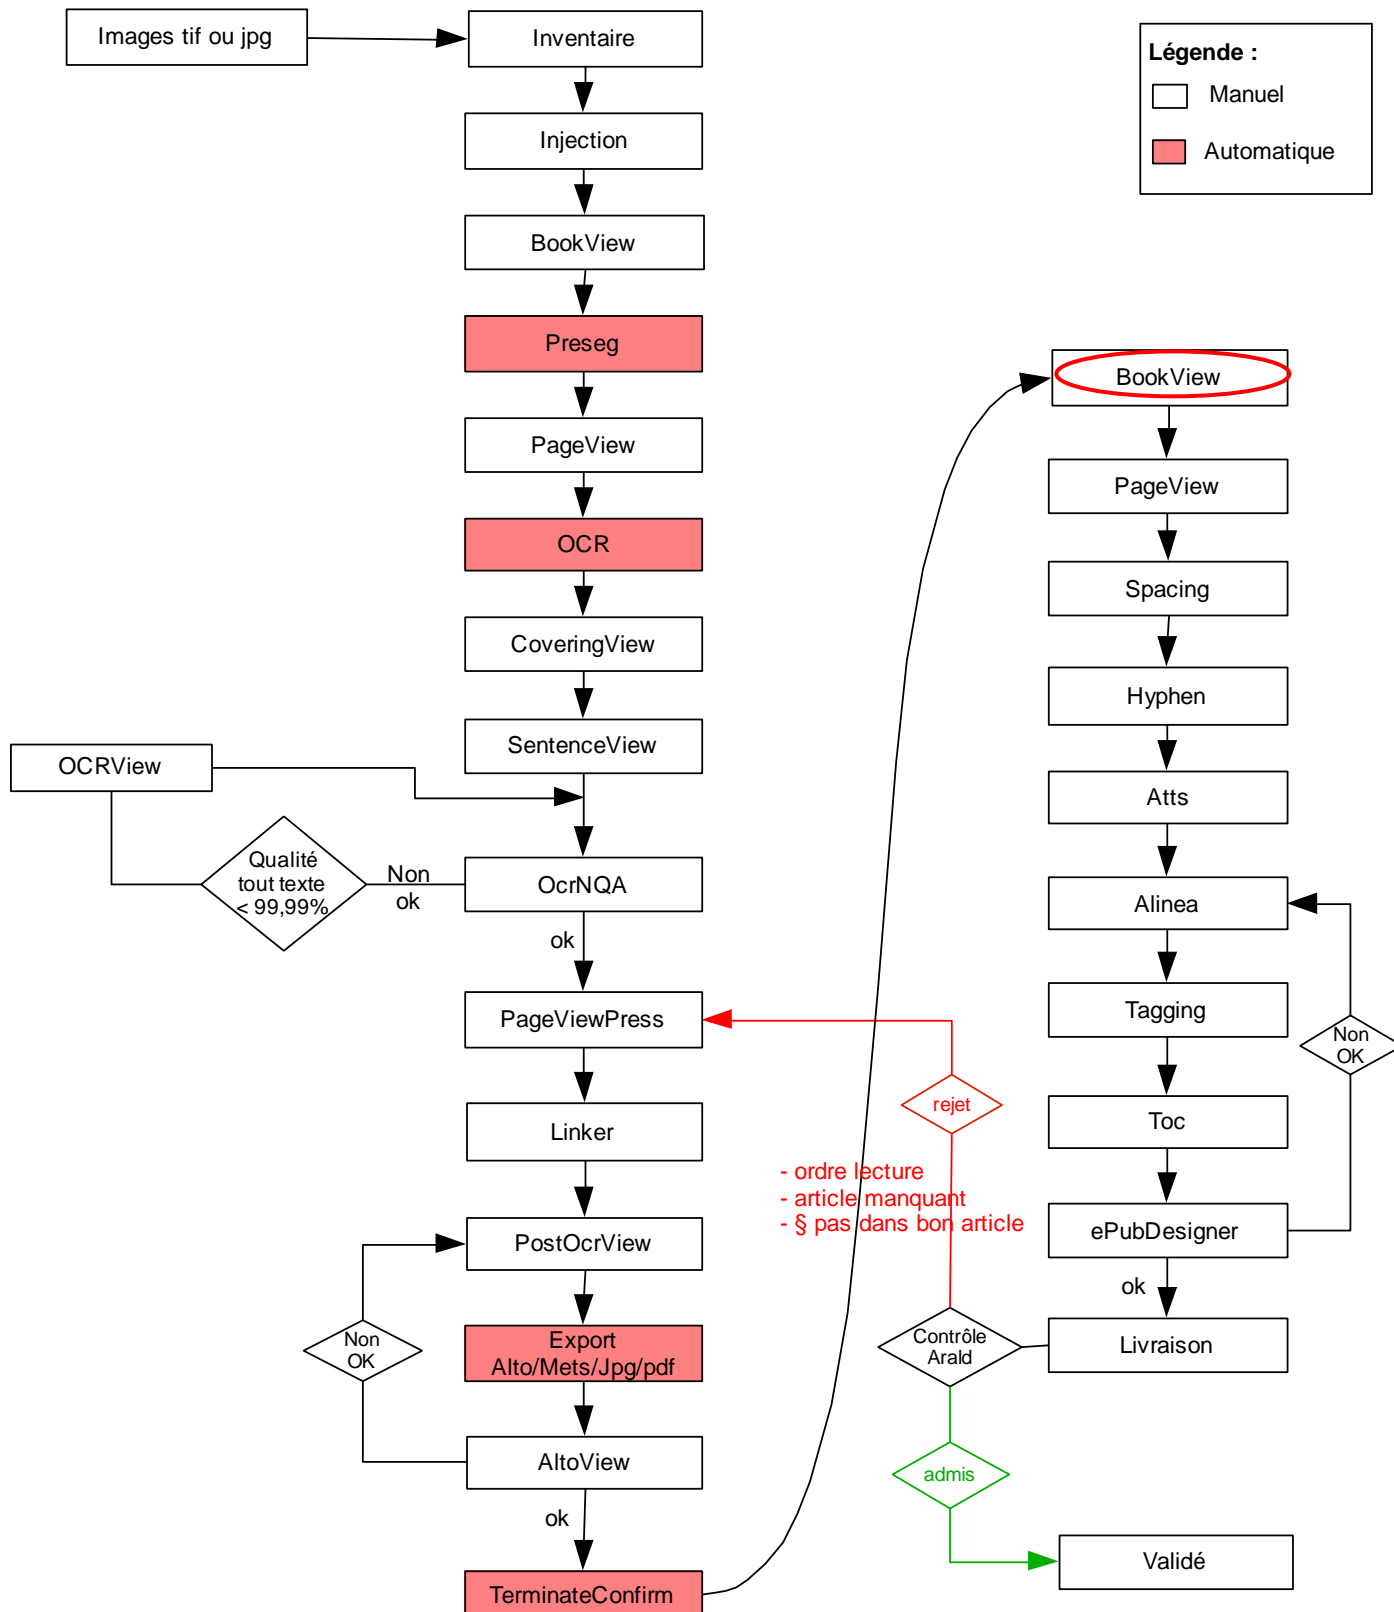 Images tif ou jpg
Inventaire
Légende :
Manuel
Automatique
Injection
BookView
Preseg
PageView
OCR
CoveringView
SentenceView
OCRView
Qualité
tout texte
< 99,99%
Non
ok
OcrNQA
ok
PageViewPress
Linker
PostOcrView
Non
OK
Export
Alto/Mets/Jpg/pdf
AltoView
ok
TerminateConfirm
BookView
PageView
Spacing
Hyphen
Atts
Alinea
Tagging
Non
OK
Toc
ePubDesigner
ok
Livraison
rejet
- ordre lecture
- article manquant
- § pas dans bon article
Contrôle
Arald
admis
Validé